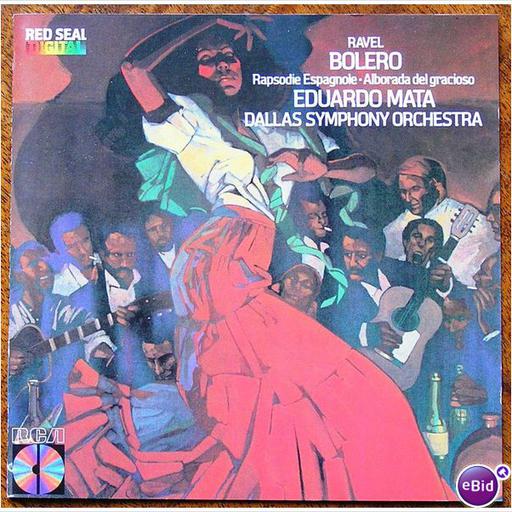 RED SEAL
DIGITAL
RAVEL
BOLERO
Rapsodie Espagnole • Alborada del gracioso
EDUARDO MATA
DALLAS SYMPHONY ORCHESTRA
RCA
eBid